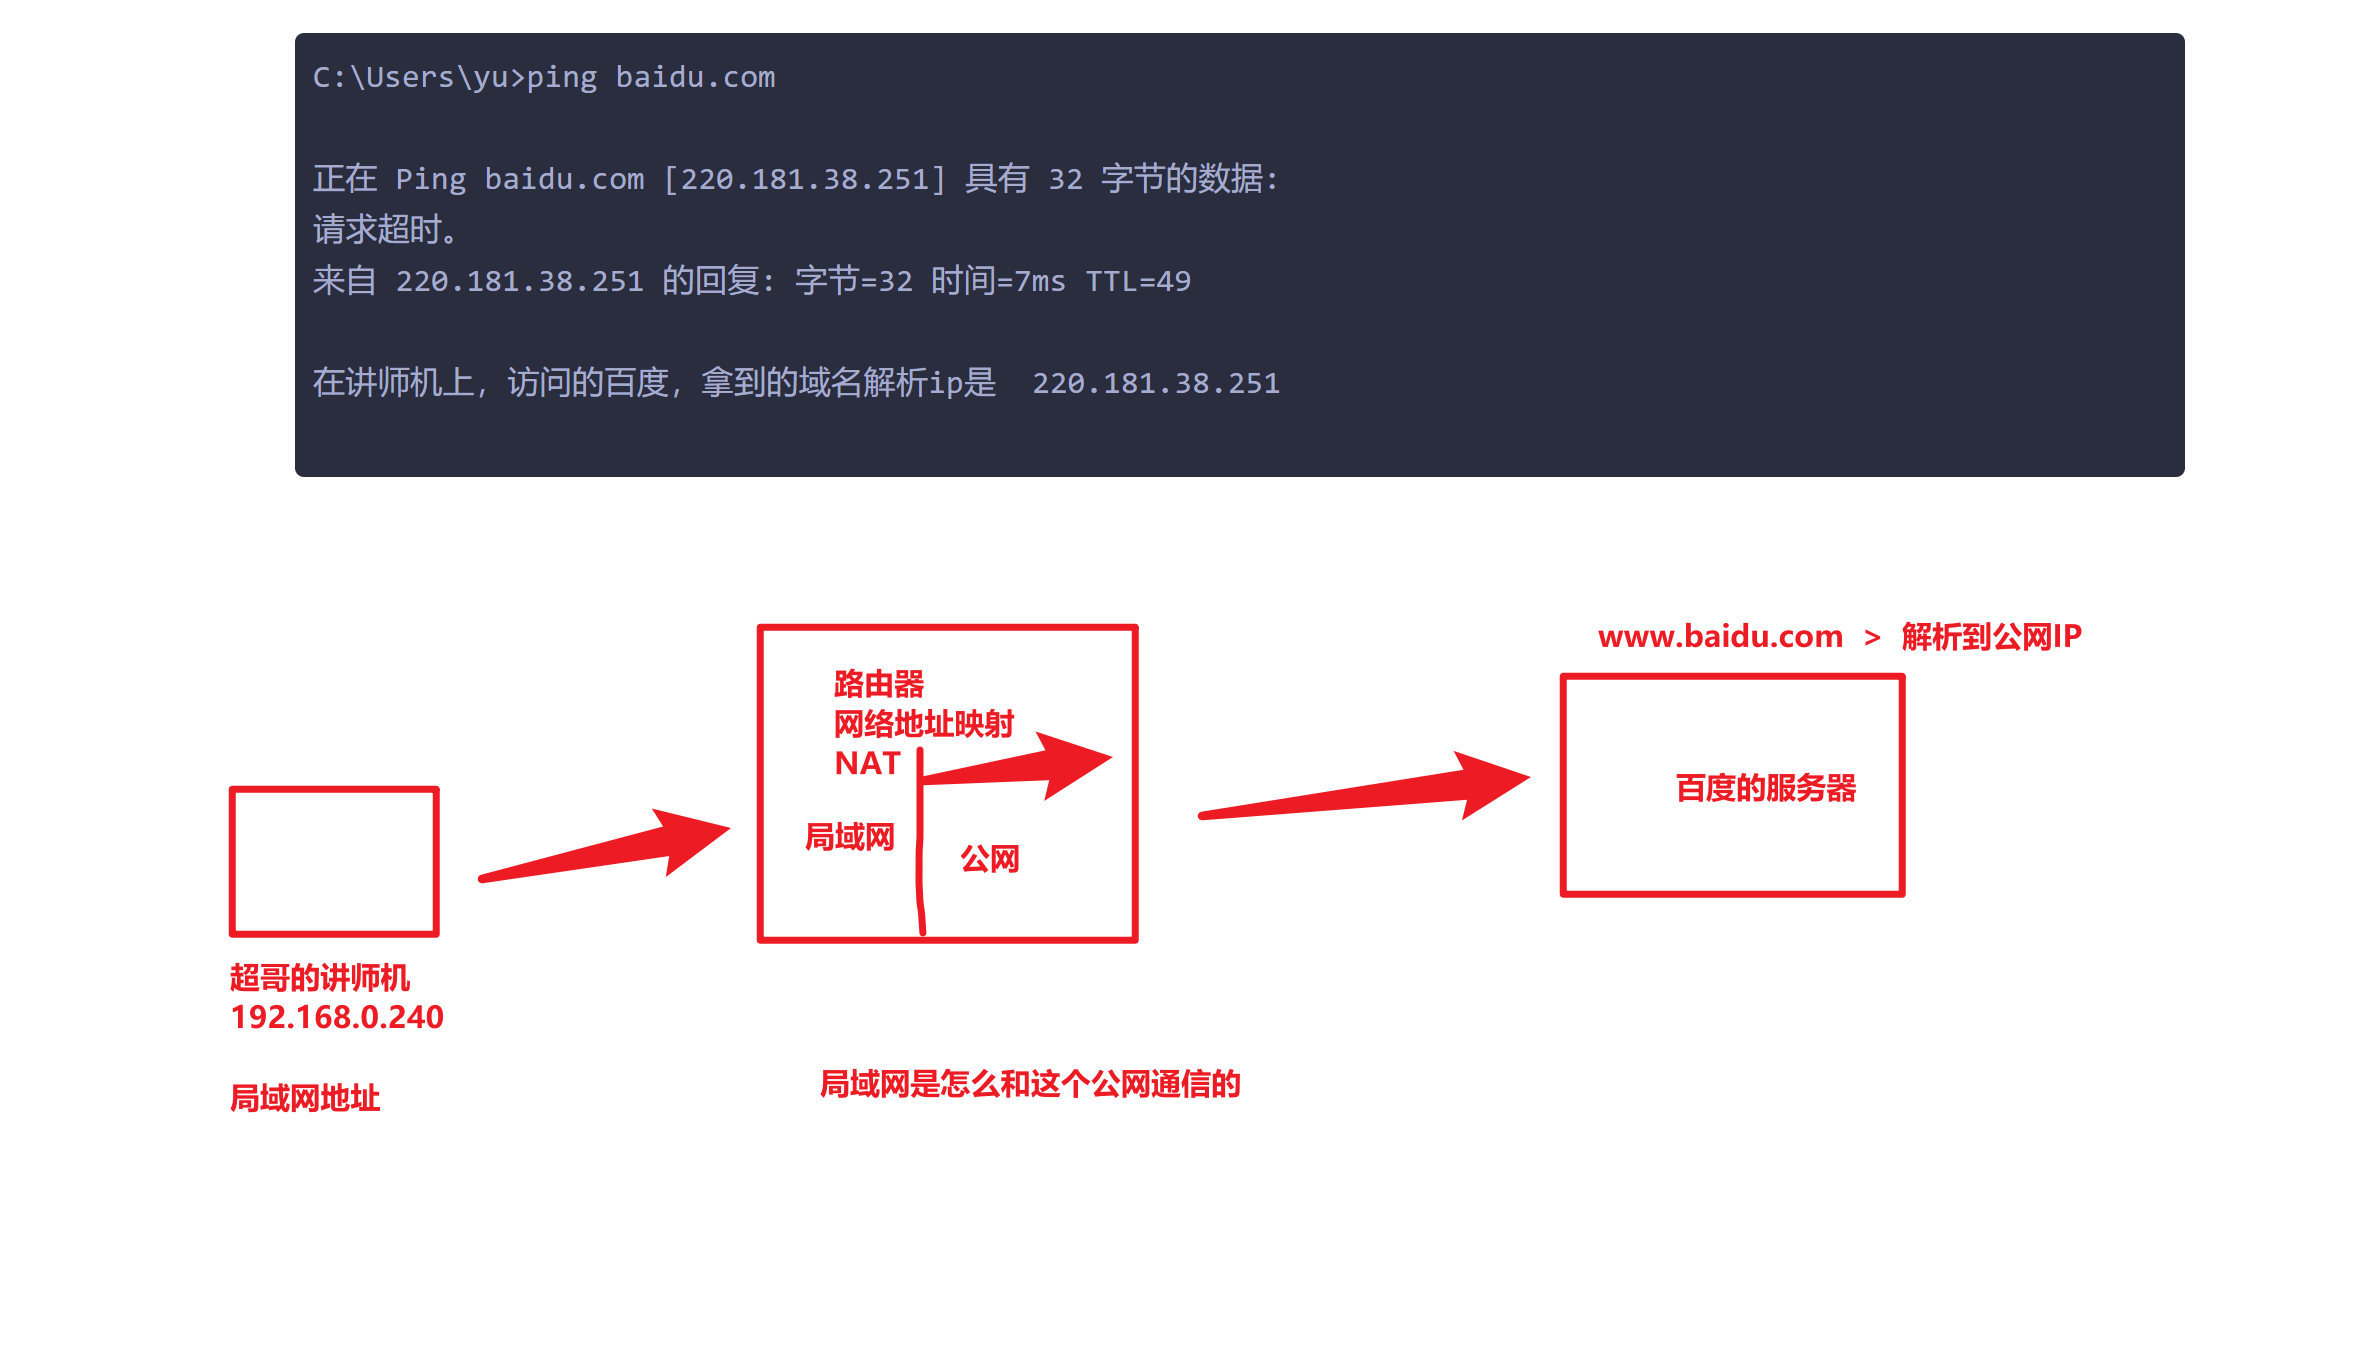 C:\Users\yu>ping baidu.com
正在 Ping baidu.com [220.181.38.251] 具有 32 字节的数据:
请求超时。
来自 220.181.38.251 的回复: 字节=32 时间=7ms TTL=49
在讲师机上，访问的百度，拿到的域名解析ip是  220.181.38.251
www.baidu.com > 解析到公网IP
路由器
网络地址映射
NAT
百度的服务器
局域网
公网
超哥的讲师机
192.168.0.240
局域网是怎么和这个公网通信的
局域网地址